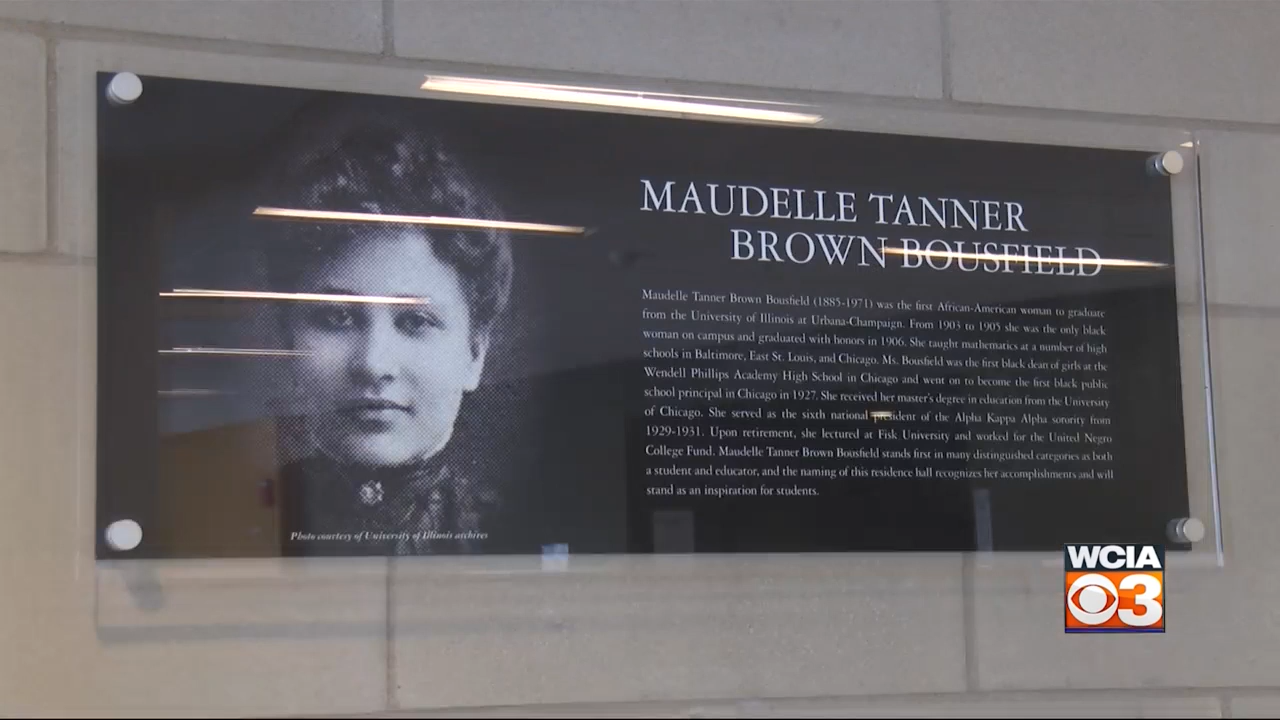 MAUDELLE TANNER
BROWN BOUSFIELD
Maudelle Tanner Brown Bousfield (1885-1971) was the first African-American woman to graduate
from the University of Illinois at Urbana-Champaign. From 1903 to 1905 she was the only black
woman on campus and graduated with honors in 1906. She taught mathematics at a number of high
schools in Baltimore, East St. Louis, and Chicago. Ms. Bousfield was the first black dean of girls at the
Wendell Phillips Academy High School in Chicago and went on to become the first black public
school principal in Chicago in 1927. She received her master's degree in education from the University
of Chicago. She served as the sixth national president of the Alpha Kappa Alpha sorority from
1929-1931. Upon retirement, she lectured at Fisk University and worked for the United Negro
College Fund. Maudelle Tanner Brown Bousfield stands first in many distinguished categories as both
a student and educator, and the naming of this residence hall recognizes her accomplishments and will
stand as an inspiration for students.
Photo courtesy of University of Illinois archives
WCIA
3